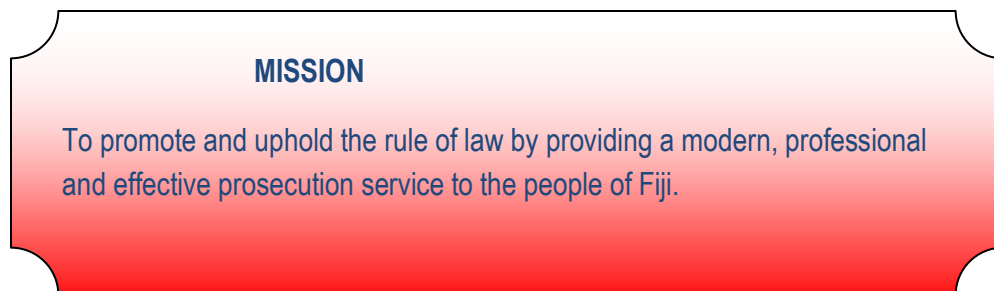 MISSION
To promote and uphold the rule of law by providing a modern, professional
and effective prosecution service to the people of Fiji.